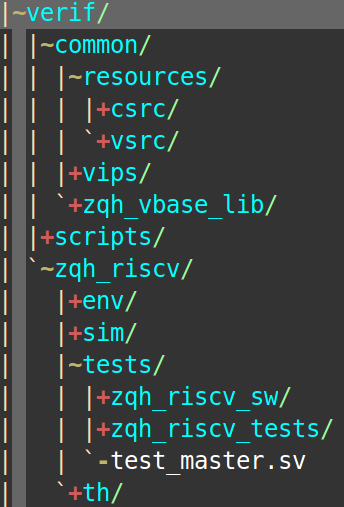 |~verif/
| |~common/
| | |~resources/
| | | |+csrc/
| | | `+vsrc/
| | |+vips/
| | `+zqh_vbase_lib/
| |+scripts/
| `~zqh_riscv/
|   |+env/
|   |+sim/
|   |~tests/
|   | |+zqh_riscv_sw/
|   | |+zqh_riscv_tests/
|   | `-test_master.sv
|   `+th/